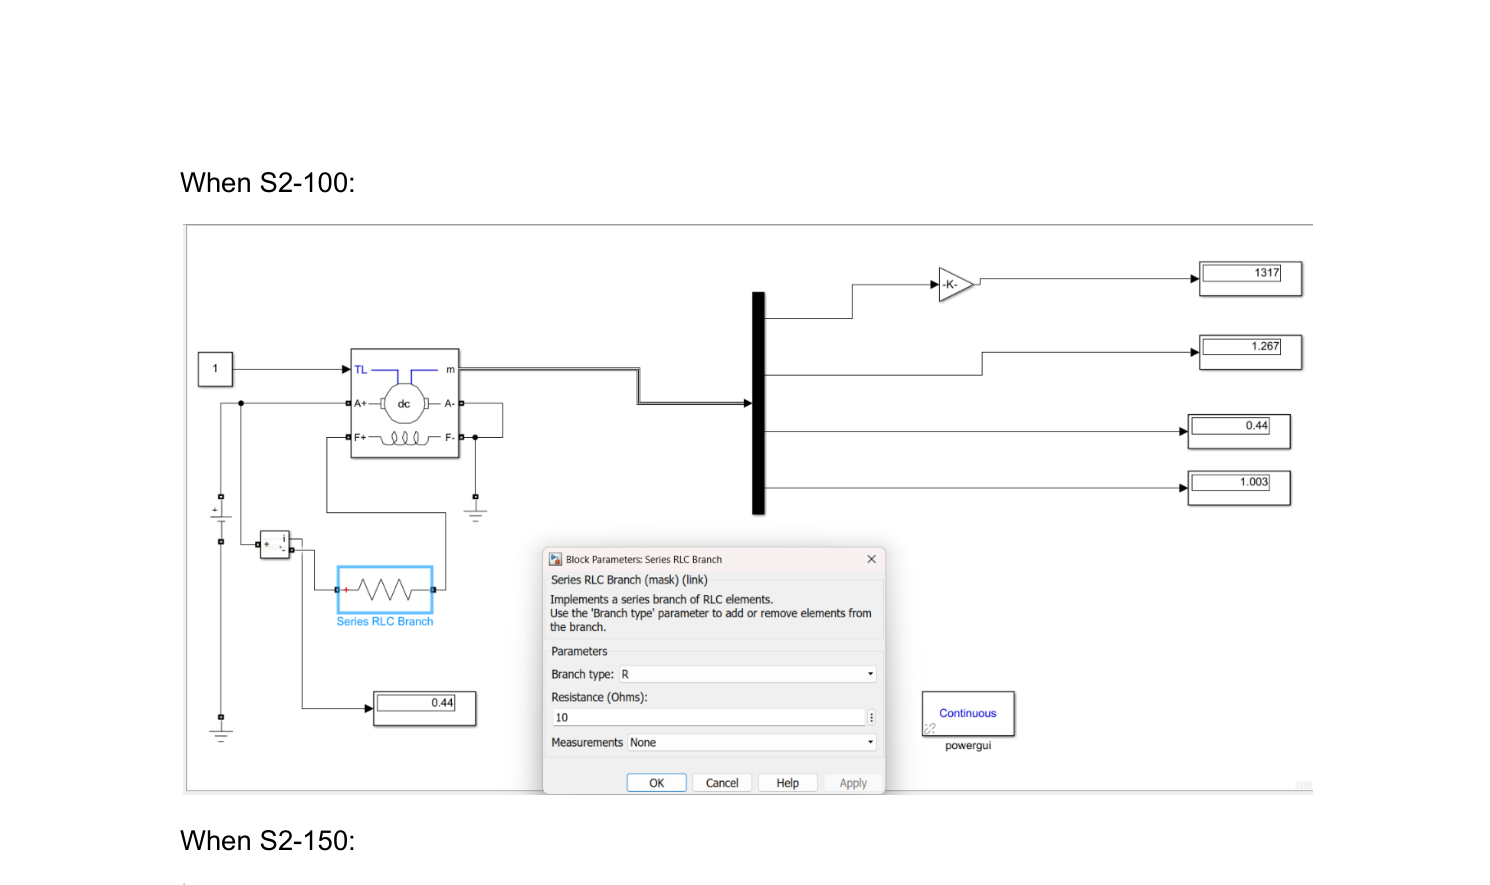 When S2-100:
-K-
1317
1.267
1
TL
m
A+
dc
A-
0.44
F+
F-
1.003
+
+
i
-
+
Series RLC Branch
0.44
Block Parameters: Series RLC Branch
Series RLC Branch (mask) (link)
Implements a series branch of RLC elements.
Use the 'Branch type' parameter to add or remove elements from
the branch.
Parameters
Branch type: R
Resistance (Ohms):
10
Measurements None
OK Cancel Help Apply
Continuous
powergui
When S2-150: